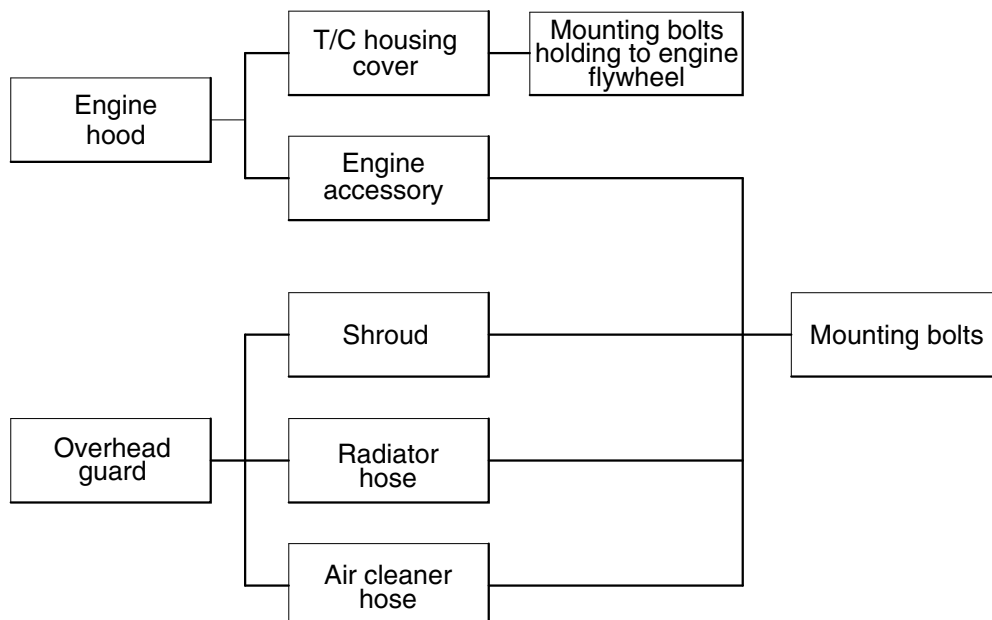 T/C housing
cover
Mounting bolts
holding to engine
flywheel
Engine
hood
Engine
accessory
Shroud
Mounting bolts
Overhead
guard
Radiator
hose
Air cleaner
hose